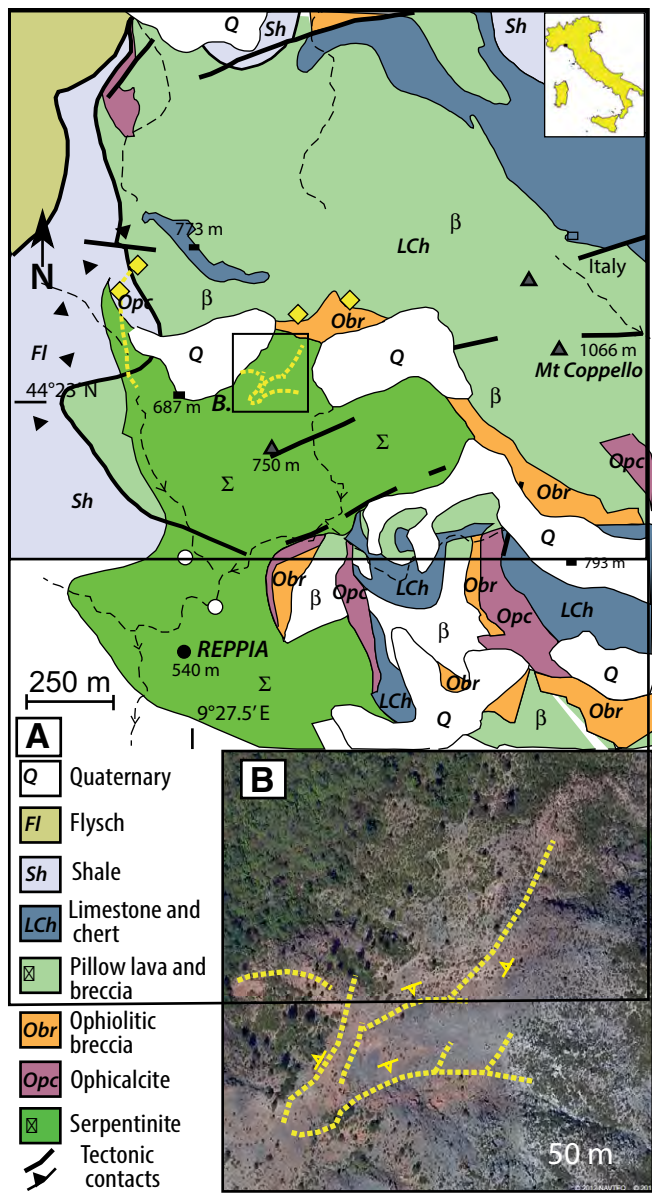 Q
Sh
Sh
773 m
β
LCh
N
Italy
Opc
β
Obr
Fl
Q
Q
1066 m
Mt Coppello
44°23' N
687 m
B.
β
Σ
750 m
Opc
Σ
Obr
Sh
Q
793 m
Obr
β
Opc
LCh
Obr
Opc
LCh
β
REPPIA
540 m
Q
Σ
Obr
250 m
LCh
9°27.5' E
Q
β
Obr
A
B
Q Quaternary
Fl Flysch
Sh Shale
LCh Limestone and
chert
Pillow lava and
breccia
Obr Ophiolitic
breccia
Opc Ophicalcite
Serpentinite
Tectonic
contacts
50 m